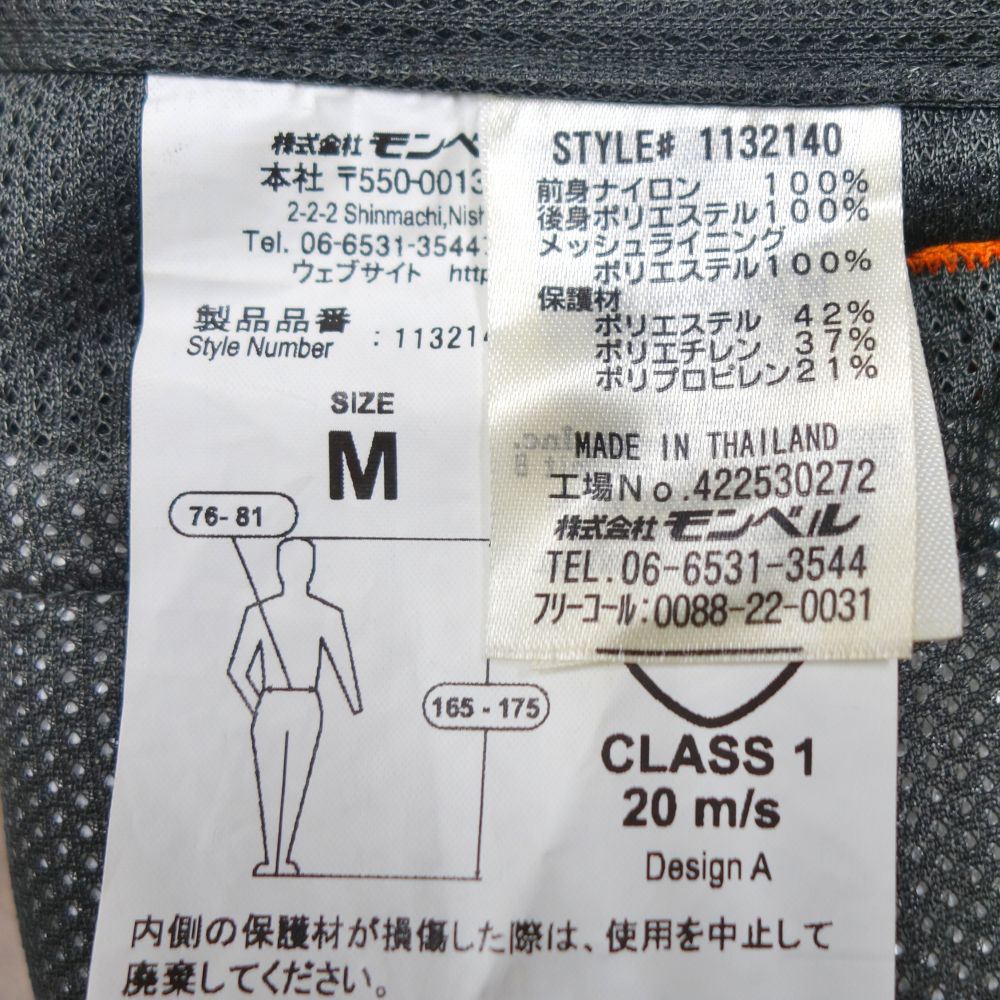 株式会社 モンベ
本社 〒550-0013
2-2-2 Shinmachi, Nish
Tel. 06-6531-3544
ウェブサイト http
製品品番
Style Number : 113214
SIZE
M
76-81
165 - 175
STYLE# 1132140
前身ナイロン 100%
後身ポリエステル100%
メッシュライニング
ポリエステル100%
保護材
ポリエステル 42%
ポリエチレン 37%
ポリプロピレン21%
MADE IN THAILAND
工場No.422530272
株式会社 モンベル
TEL.06-6531-3544
フリーコール:0088-22-0031
CLASS 1
20 m/s
Design A
内側の保護材が損傷した際は、使用を中止して
廃棄してください。